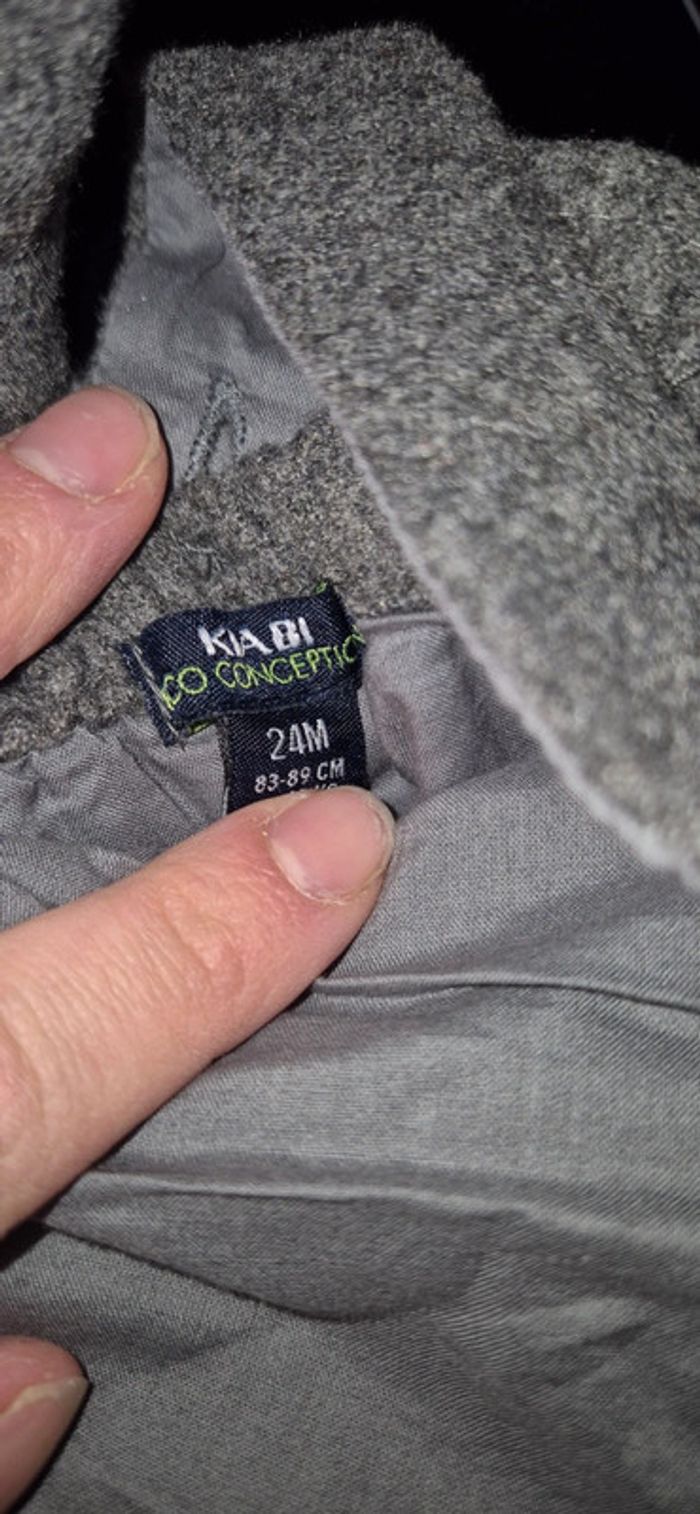 KIABI
CO CONCEPTIO
24M
83-89 CM